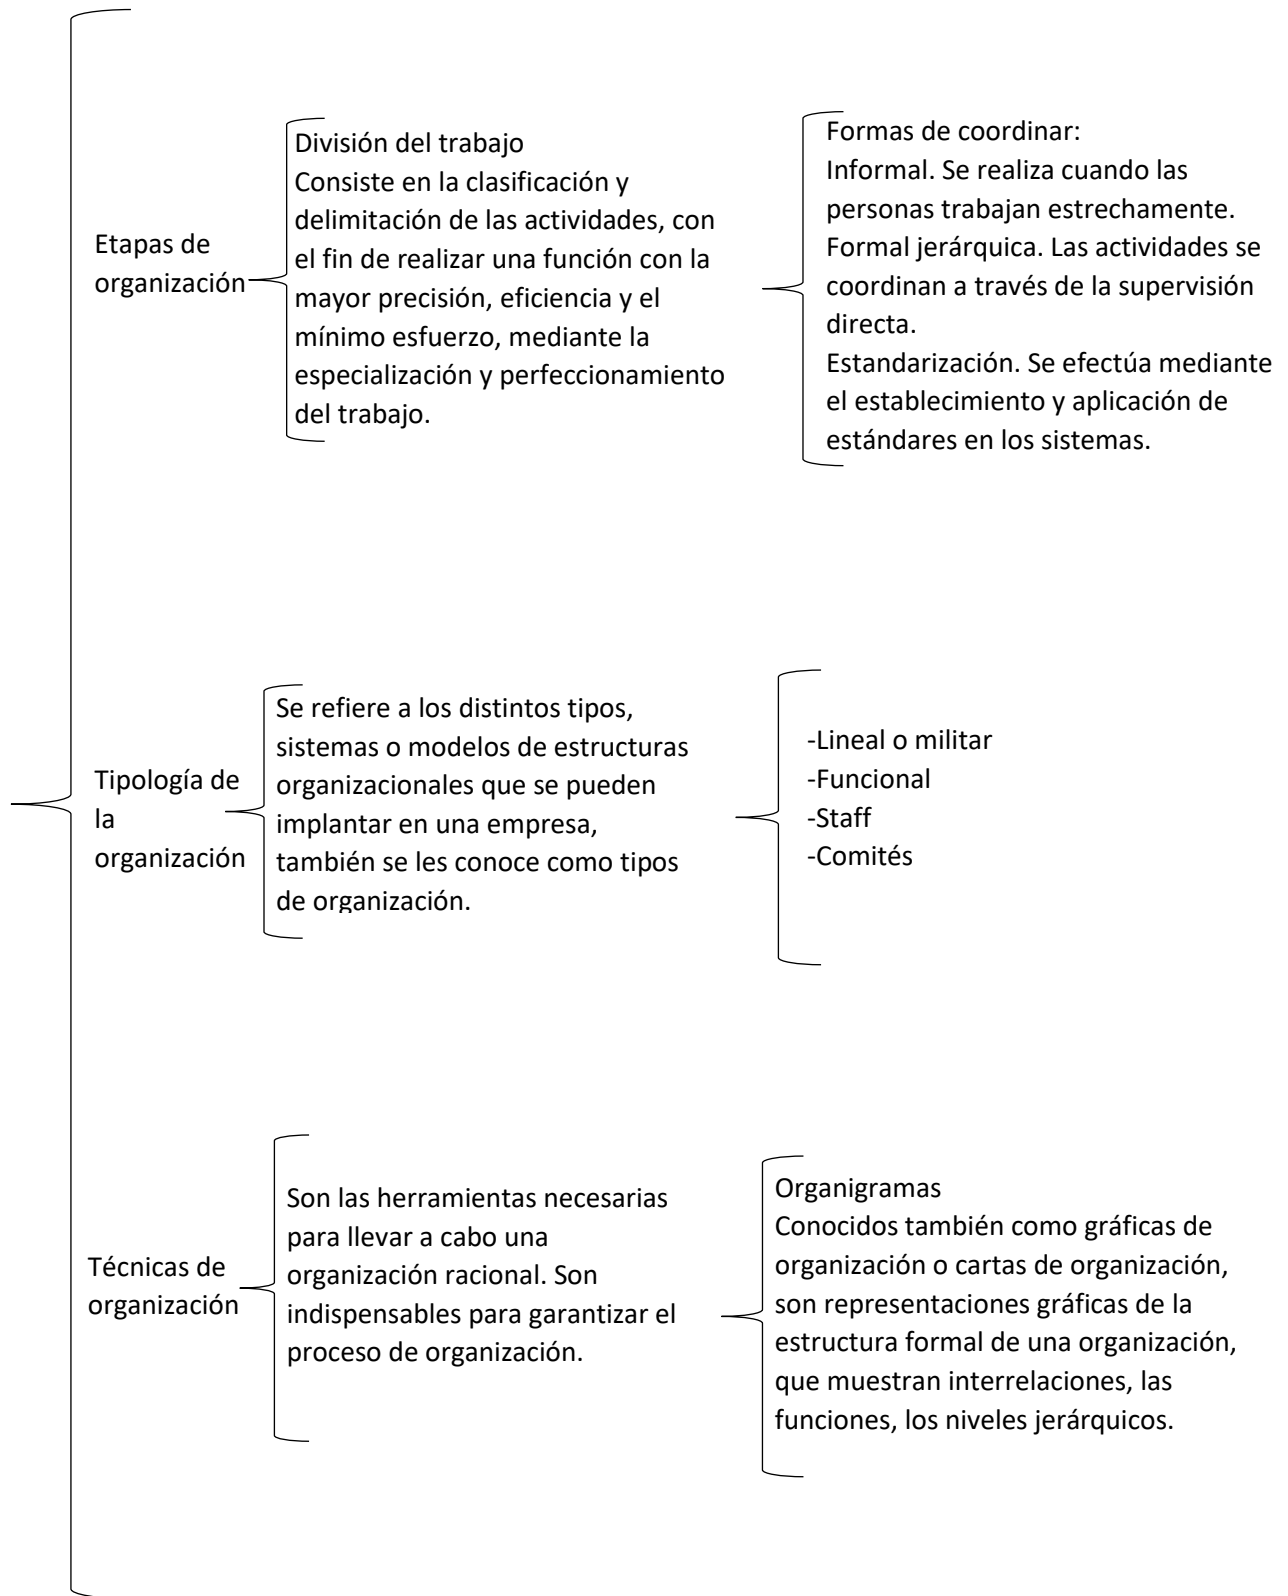 Etapas de
organización
División del trabajo
Consiste en la clasificación y
delimitación de las actividades, con
el fin de realizar una función con la
mayor precisión, eficiencia y el
mínimo esfuerzo, mediante la
especialización y perfeccionamiento
del trabajo.
Formas de coordinar:
Informal. Se realiza cuando las
personas trabajan estrechamente.
Formal jerárquica. Las actividades se
coordinan a través de la supervisión
directa.
Estandarización. Se efectúa mediante
el establecimiento y aplicación de
estándares en los sistemas.
Tipología de
la
organización
Se refiere a los distintos tipos,
sistemas o modelos de estructuras
organizacionales que se pueden
implantar en una empresa,
también se les conoce como tipos
de organización.
-Lineal o militar
-Funcional
-Staff
-Comités
Técnicas de
organización
Son las herramientas necesarias
para llevar a cabo una
organización racional. Son
indispensables para garantizar el
proceso de organización.
Organigramas
Conocidos también como gráficas de
organización o cartas de organización,
son representaciones gráficas de la
estructura formal de una organización,
que muestran interrelaciones, las
funciones, los niveles jerárquicos.